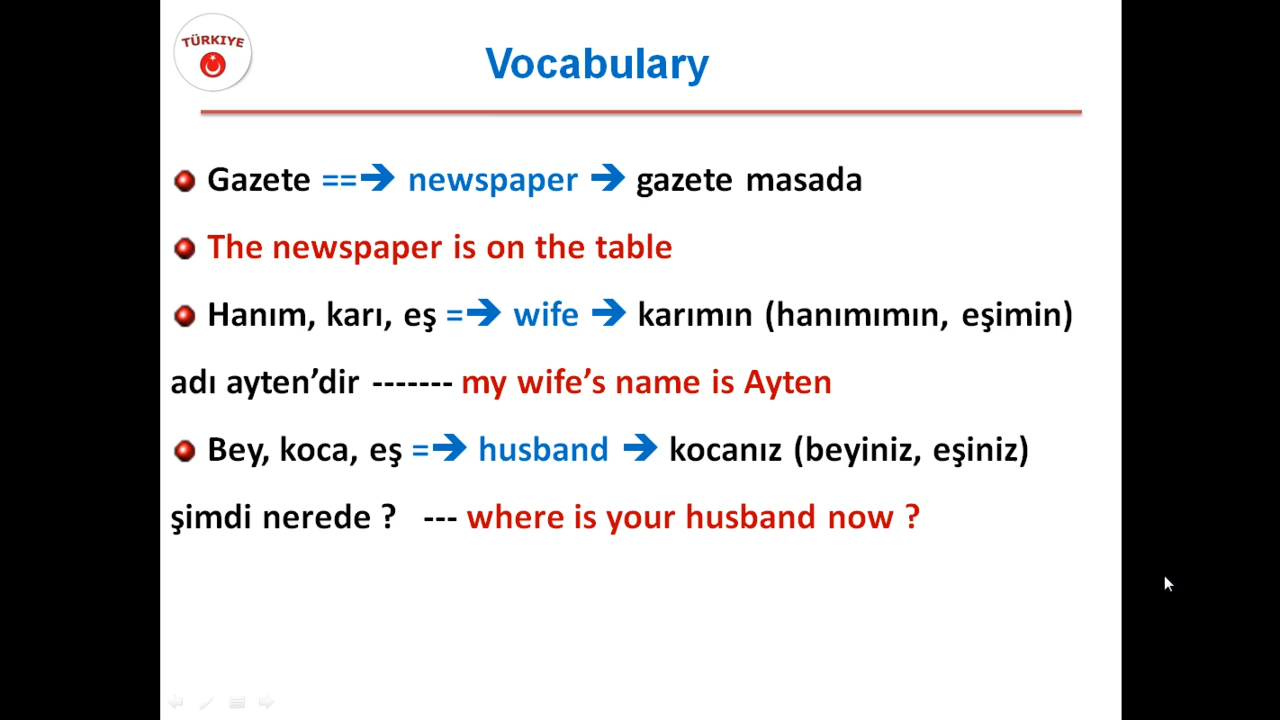 TÜRKIYE
Vocabulary
Gazete ==➔ newspaper ➔ gazete masada
The newspaper is on the table
Hanım, karı, eş =➔ wife ➔ karımın (hanımımın, eşimin)
adı ayten’dir ------- my wife’s name is Ayten
Bey, koca, eş =➔ husband ➔ kocanız (beyiniz, eşiniz)
şimdi nerede ? --- where is your husband now ?